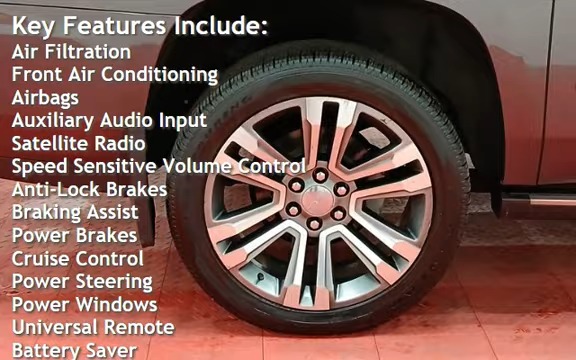 Key Features Include:
Air Filtration
Front Air Conditioning
Airbags
Auxiliary Audio Input
Satellite Radio
Speed Sensitive Volume Control
Anti-Lock Brakes
Braking Assist
Power Brakes
Cruise Control
Power Steering
Power Windows
Universal Remote
Battery Saver